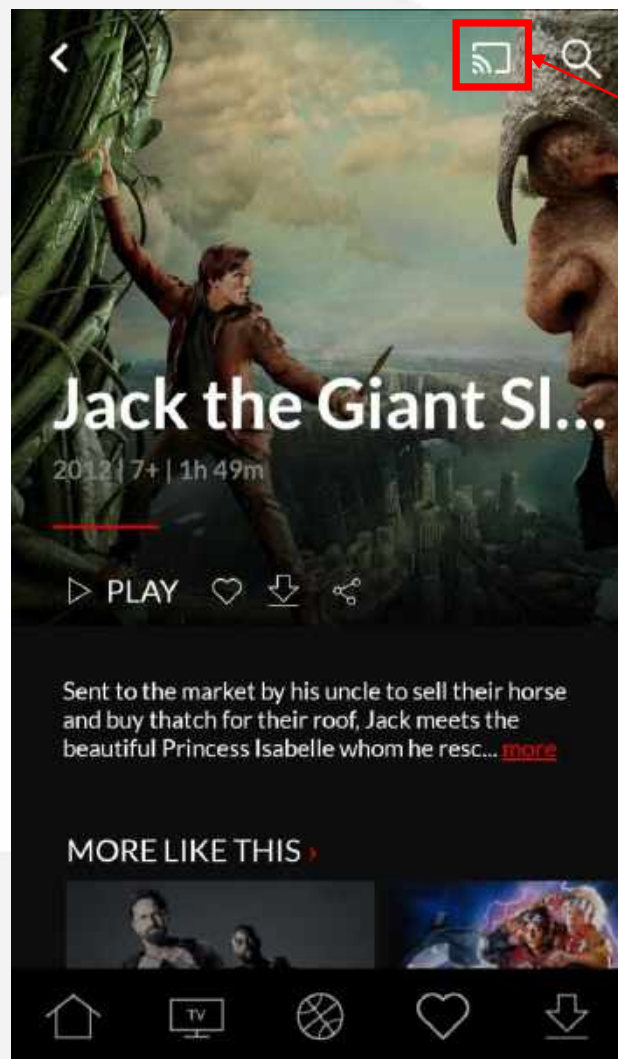 Jack the Giant Sl...
2012 | 7+ | 1h 49m
PLAY
Sent to the market by his uncle to sell their horse
and buy thatch for their roof, Jack meets the
beautiful Princess Isabelle whom he resc... more
MORE LIKE THIS ›
TV